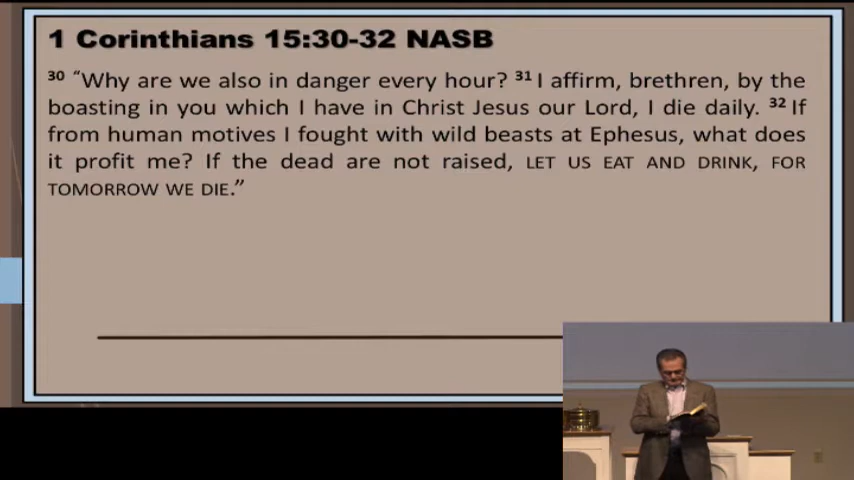 1 Corinthians 15:30-32 NASB
30 “Why are we also in danger every hour? 31 I affirm, brethren, by the
boasting in you which I have in Christ Jesus our Lord, I die daily. 32 If
from human motives I fought with wild beasts at Ephesus, what does
it profit me? If the dead are not raised, LET US EAT AND DRINK, FOR
TOMORROW WE DIE.”